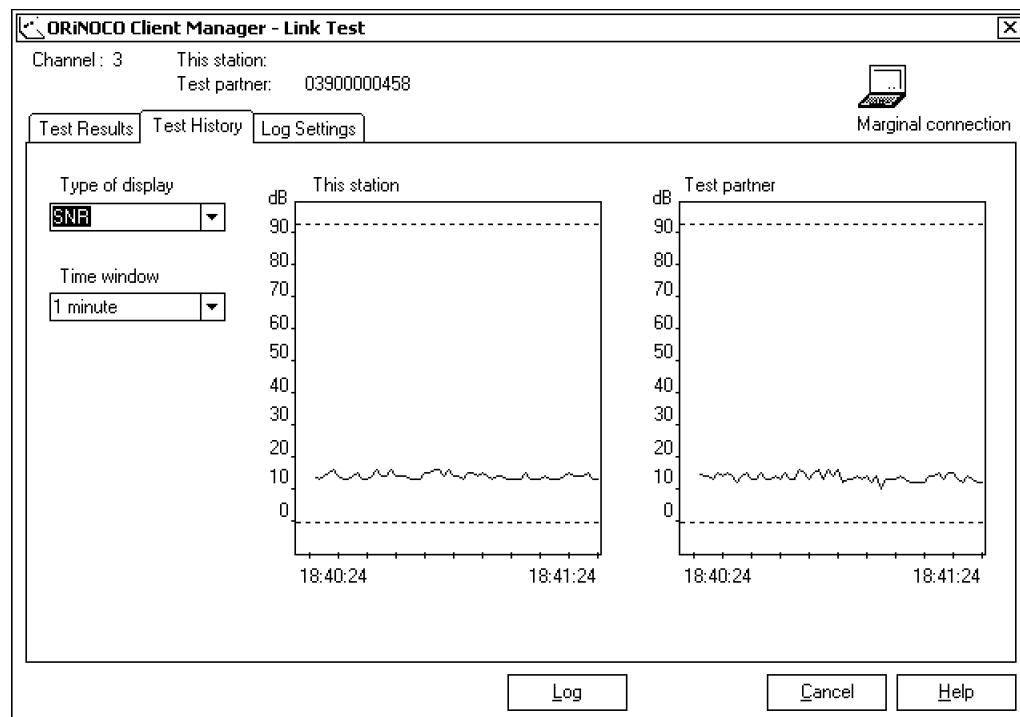 ORiNOCO Client Manager - Link Test
Channel : 3
This station:
Test partner: 03900000458
Marginal connection
Test Results
Test History
Log Settings
Type of display
SNR
Time window
1 minute
This station
dB
90
80
70
60
50
40
30
20
10
0
18:40:24
18:41:24
Test partner
dB
90
80
70
60
50
40
30
20
10
0
18:40:24
18:41:24
Log
Cancel
Help